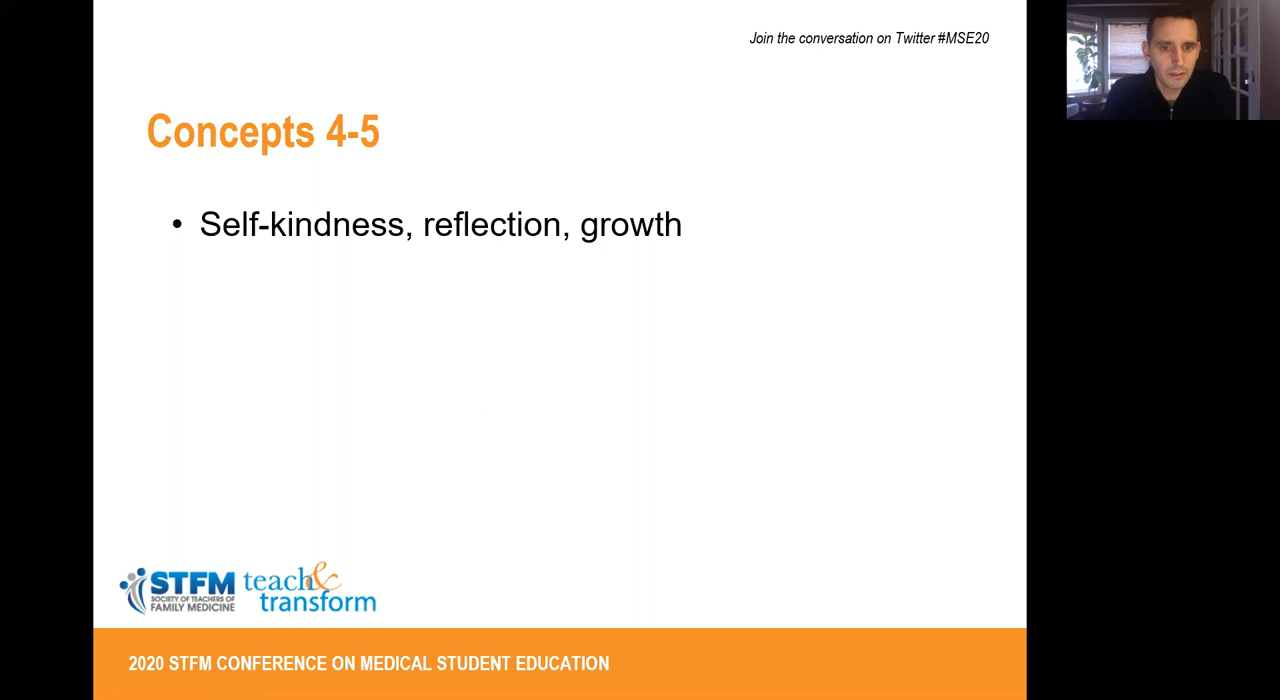 Join the conversation on Twitter #MSE20
Concepts 4-5
• Self-kindness, reflection, growth
STFM
SOCIETY OF TEACHERS OF
FAMILY MEDICINE
teach&
transform
2020 STFM CONFERENCE ON MEDICAL STUDENT EDUCATION